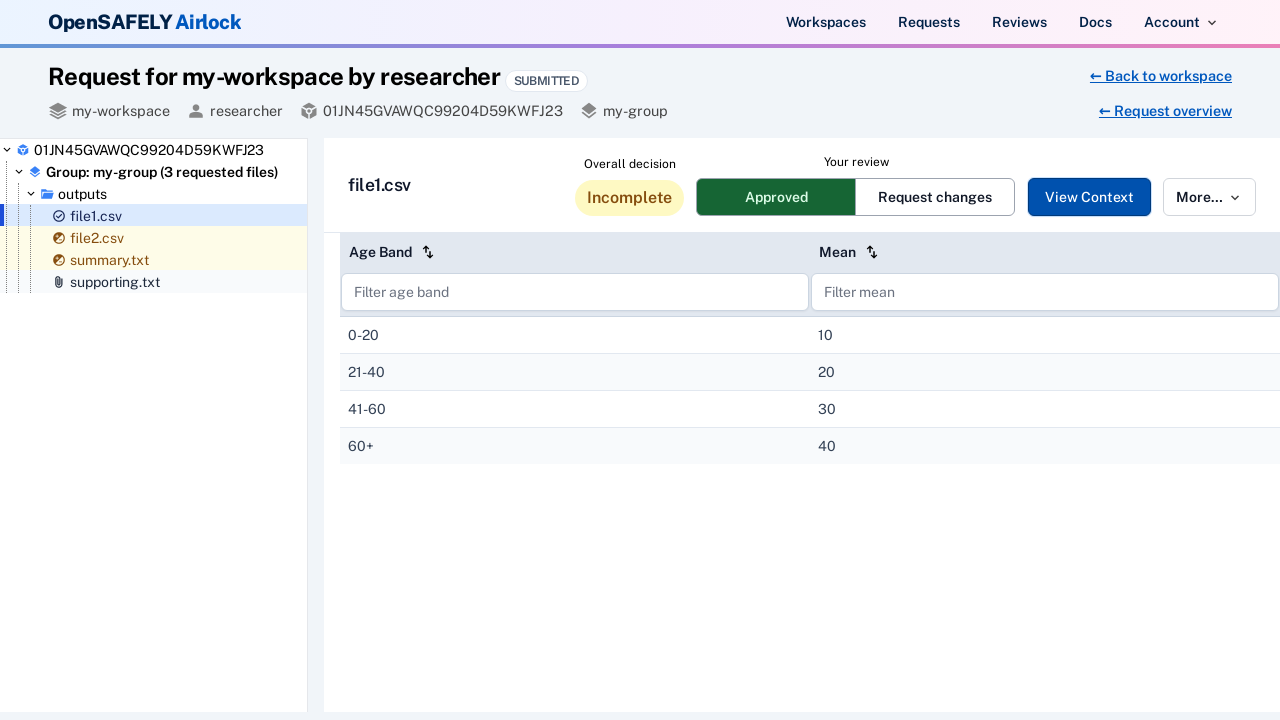 OpenSAFELY Airlock
Workspaces Requests Reviews Docs Account
Request for my-workspace by researcher SUBMITTED
← Back to workspace
my-workspace researcher 01JN45GVAWQC99204D59KWFJ23 my-group
← Request overview
01JN45GVAWQC99204D59KWFJ23
Group: my-group (3 requested files)
outputs
file1.csv
file2.csv
summary.txt
supporting.txt
file1.csv
Overall decision
Incomplete
Your review
Approved Request changes
View Context
More...
Age Band Mean
Filter age band Filter mean
0-20 10
21-40 20
41-60 30
60+ 40